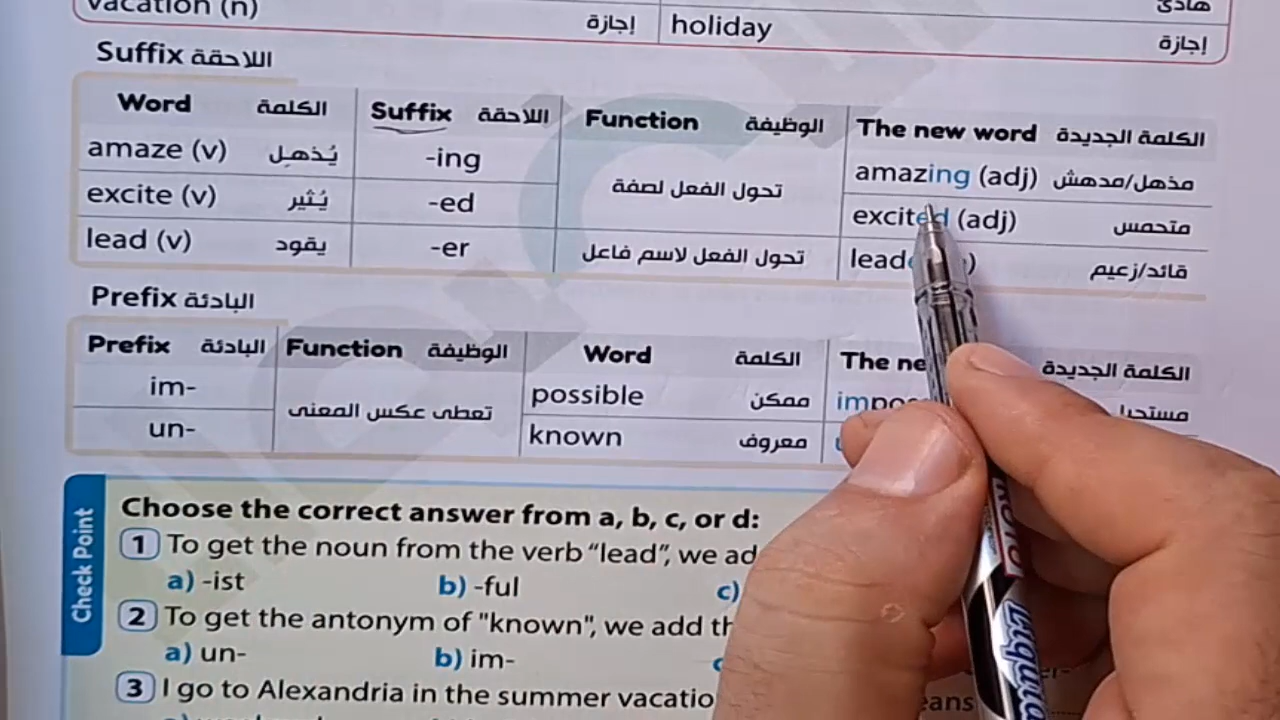 vacation (n) إجازة holiday إجازة
هادئ
Suffix اللاحقة
Word الكلمة Suffix اللاحقة Function الوظيفة The new word الكلمة الجديدة
amaze (v) يُذهِل -ing تحول الفعل لصفة amazing (adj) مذهل/مدهش
excite (v) يُثير -ed excited (adj) متحمس
lead (v) يقود -er تحول الفعل لاسم فاعل قائد/زعيم
Prefix البادئة
Prefix البادئة Function الوظيفة Word الكلمة The الكلمة الجديدة
im- تعطى عكس المعنى possible ممكن
un- known معروف
Check Point
Choose the correct answer from a, b, c, or d:
1 To get the noun from the verb “lead”, we
a) -ist b) -ful c)
2 To get the antonym of "known", we add
a) un- b) im-
3 I go to Alexandria in the summer